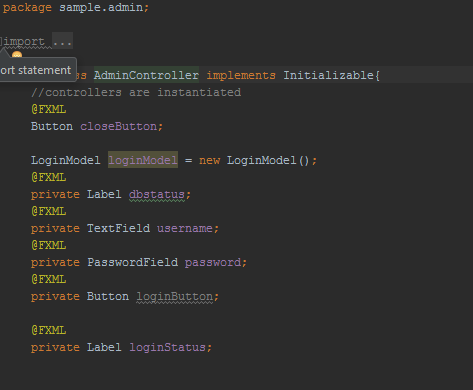 package sample.admin;
import ...
ort statement
ss AdminController implements Initializable{
//controllers are instantiated
@FXML
Button closeButton;
LoginModel loginModel = new LoginModel();
@FXML
private Label dbstatus;
@FXML
private TextField username;
@FXML
private PasswordField password;
@FXML
private Button loginButton;
@FXML
private Label loginStatus;